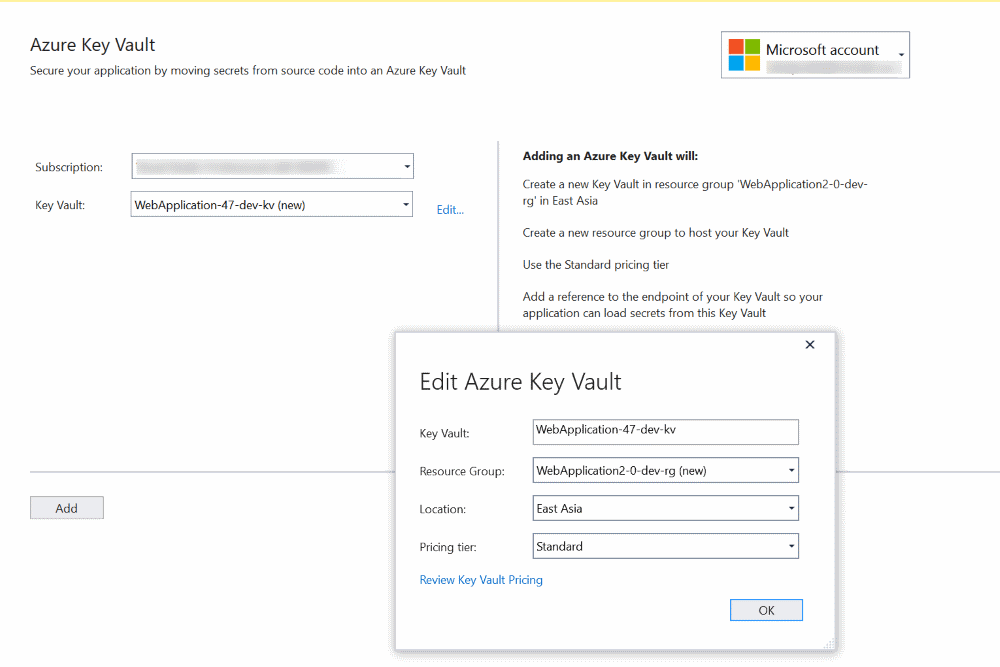 Azure Key Vault
Secure your application by moving secrets from source code into an Azure Key Vault
Microsoft account
Subscription:
Key Vault:
WebApplication-47-dev-kv (new)
Edit...
Adding an Azure Key Vault will:
Create a new Key Vault in resource group 'WebApplication2-0-dev-
rg' in East Asia
Create a new resource group to host your Key Vault
Use the Standard pricing tier
Add a reference to the endpoint of your Key Vault so your
application can load secrets from this Key Vault
Add
Edit Azure Key Vault
Key Vault:
WebApplication-47-dev-kv
Resource Group:
WebApplication2-0-dev-rg (new)
Location:
East Asia
Pricing tier:
Standard
Review Key Vault Pricing
OK